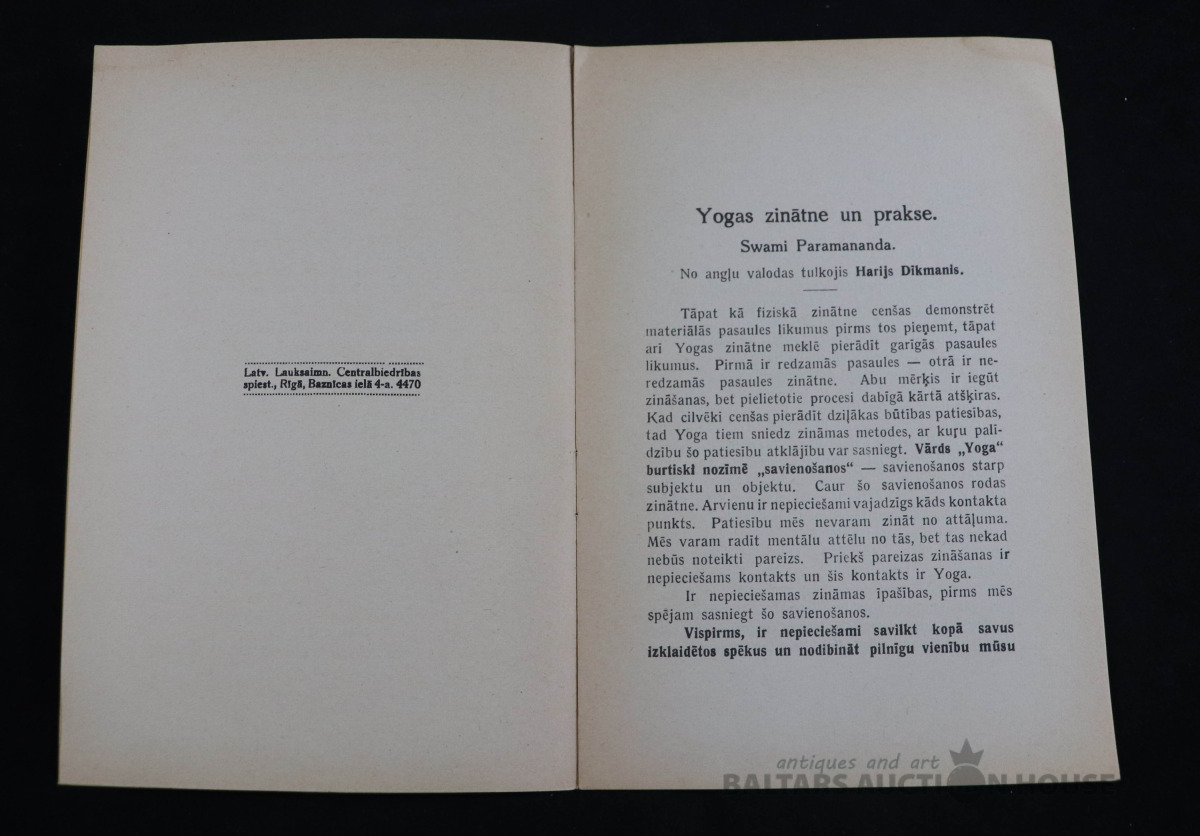 Latv. Lauksaimn. Centralbiedrības
spiest., Rīgā, Baznīcas ielā 4-a. 4470
Yogas zinātne un prakse.
Swami Paramananda.
No angļu valodas tulkojis Harijs Dīkmanis.
Tāpat kā fiziskā zinātne cenšas demonstrēt
materiālās pasaules likumus pirms tos pieņemt, tāpat
ari Yogas zinātne meklē pierādīt garīgās pasaules
likumus. Pirmā ir redzamās pasaules — otrā ir ne-
redzamās pasaules zinātne. Abu mērķis ir iegūt
zināšanas, bet pielietotie procesi dabīgā kārtā atšķiras.
Kad cilvēki cenšas pierādīt dziļākas būtības patiesības,
tad Yoga tiem sniedz zināmas metodes, ar kuŗu palī-
dzību šo patiesību atklājību var sasniegt. Vārds „Yoga“
burtiski nozīmē „savienošanos“ — savienošanos starp
subjektu un objektu. Caur šo savienošanos rodas
zinātne. Arvienu ir nepieciešami vajadzīgs kāds kontakta
punkts. Patiesību mēs nevaram zināt no attāļuma.
Mēs varam radīt mentālu attēlu no tās, bet tas nekad
nebūs noteikti pareizs. Priekš pareizas zināšanas ir
nepieciešams kontakts un šis kontakts ir Yoga.
Ir nepieciešamas zināmas īpašības, pirms mēs
spējam sasniegt šo savienošanos.
Vispirms, ir nepieciešami savilkt kopā savus
izklaidētos spēkus un nodibināt pilnīgu vienību mūsu
antiques and art
BALTARS AUCTION HOUSE